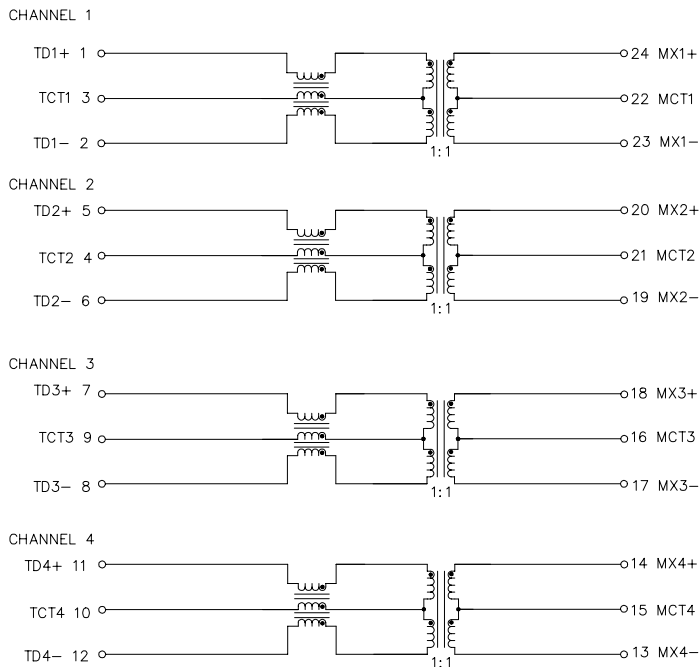 CHANNEL 1
TD1+ 1
24 MX1+
TCT1 3
22 MCT1
TD1− 2
23 MX1−
1:1
CHANNEL 2
TD2+ 5
20 MX2+
TCT2 4
21 MCT2
TD2− 6
19 MX2−
1:1
CHANNEL 3
TD3+ 7
18 MX3+
TCT3 9
16 MCT3
TD3− 8
17 MX3−
1:1
CHANNEL 4
TD4+ 11
14 MX4+
TCT4 10
15 MCT4
TD4− 12
13 MX4−
1:1